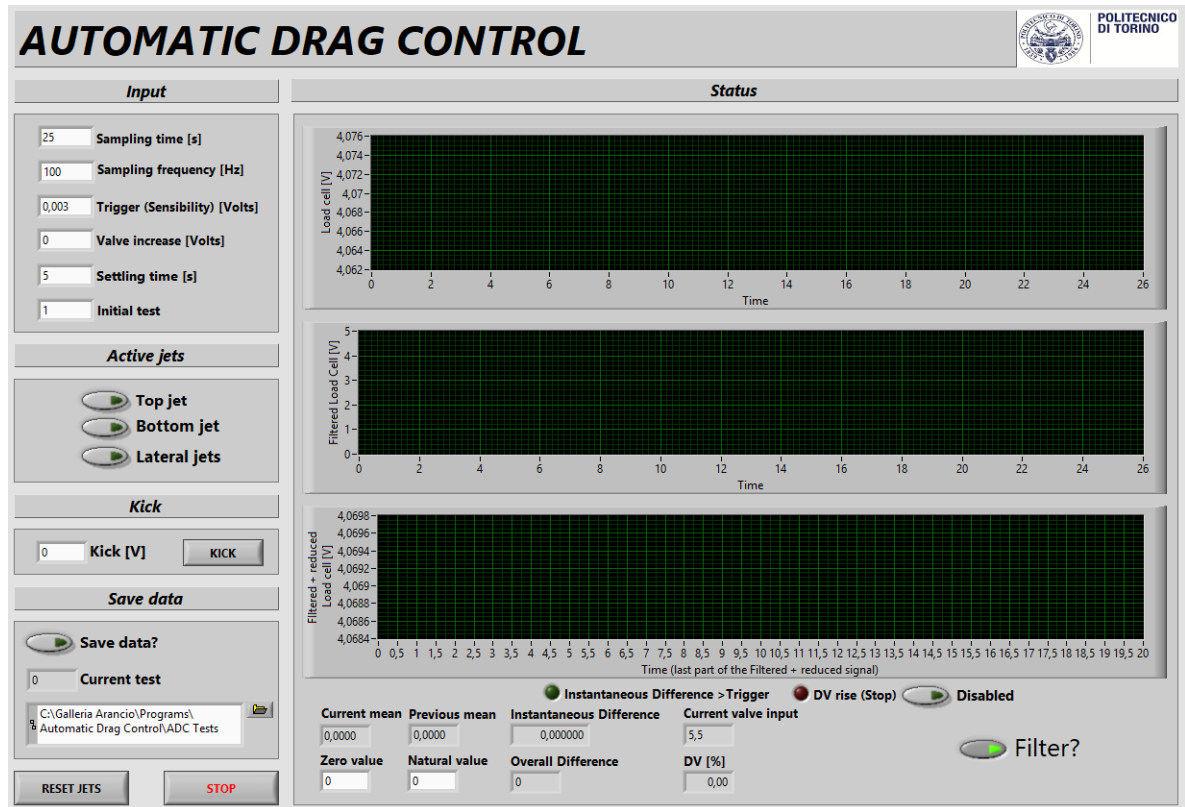 AUTOMATIC DRAG CONTROL
POLITECNICO
DI TORINO
Input
25 Sampling time [s]
100 Sampling frequency [Hz]
0,003 Trigger (Sensibility) [Volts]
0 Valve increase [Volts]
5 Settling time [s]
1 Initial test
Active jets
Top jet
Bottom jet
Lateral jets
Kick
0 Kick [V] KICK
Save data
Save data?
0 Current test
C:\Galleria Arancio\Programs\
Automatic Drag Control\ADC Tests
RESET JETS STOP
Status
Load cell [V]
4,076
4,074
4,072
4,07
4,068
4,066
4,064
4,062
0 2 4 6 8 10 12 14 16 18 20 22 24 26
Time
Filtered Load Cell [V]
5
4
3
2
1
0
0 2 4 6 8 10 12 14 16 18 20 22 24 26
Time
Filtered + reduced
Load cell [V]
4,0698
4,0696
4,0694
4,0692
4,069
4,0688
4,0686
4,0684
0 0,5 1 1,5 2 2,5 3 3,5 4 4,5 5 5,5 6 6,5 7 7,5 8 8,5 9 9,5 10 10,5 11 11,5 12 12,5 13 13,5 14 14,5 15 15,5 16 16,5 17 17,5 18 18,5 19 19,5 20
Time (last part of the Filtered + reduced signal)
Instantaneous Difference >Trigger DV rise (Stop) Disabled
Current mean Previous mean Instantaneous Difference Current valve input
0,0000 0,0000 0,000000 5,5
Filter?
Zero value Natural value Overall Difference DV [%]
0 0 0 0,00